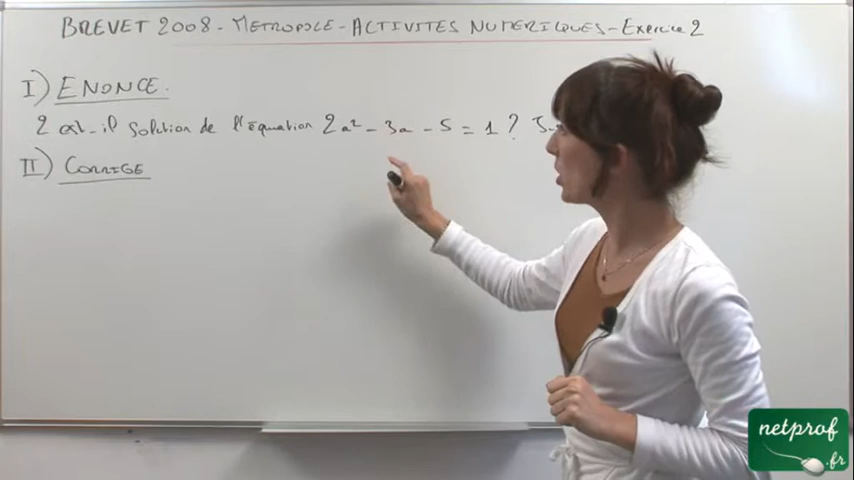 BREVET 2008 - METROPOLE - ACTIVITES NUMERIQUES - Exercice 2
I) ENONCE.
2 est-il solution de l'équation 2a² - 3a - 5 = 1 ?
II) CORRIGE
netprof
.fr